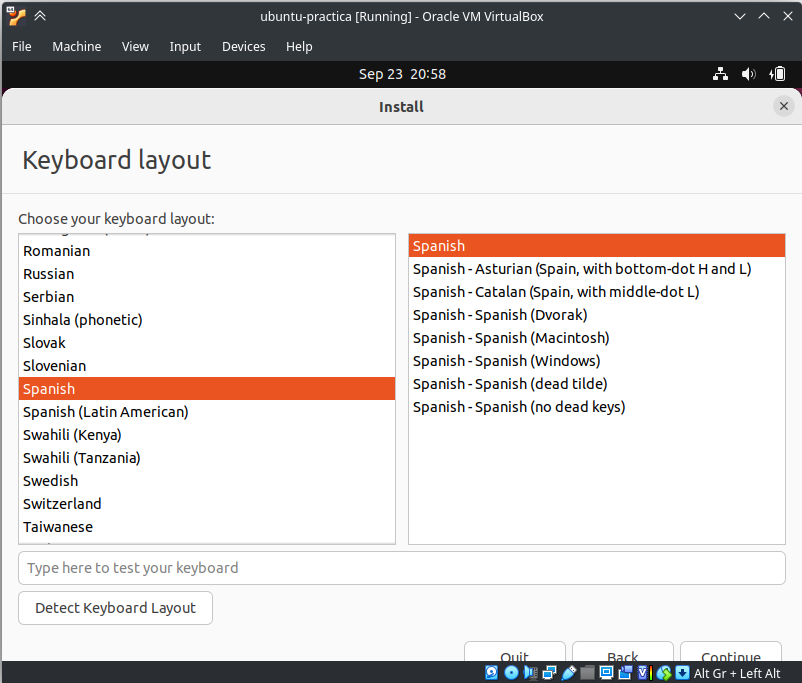 ubuntu-practica [Running] - Oracle VM VirtualBox
File Machine View Input Devices Help
Sep 23 20:58
Install
Keyboard layout
Choose your keyboard layout:
Romanian
Russian
Serbian
Sinhala (phonetic)
Slovak
Slovenian
Spanish
Spanish (Latin American)
Swahili (Kenya)
Swahili (Tanzania)
Swedish
Switzerland
Taiwanese
Spanish
Spanish - Asturian (Spain, with bottom-dot H and L)
Spanish - Catalan (Spain, with middle-dot L)
Spanish - Spanish (Dvorak)
Spanish - Spanish (Macintosh)
Spanish - Spanish (Windows)
Spanish - Spanish (dead tilde)
Spanish - Spanish (no dead keys)
Type here to test your keyboard
Detect Keyboard Layout
Quit Back Continue
Alt Gr + Left Alt